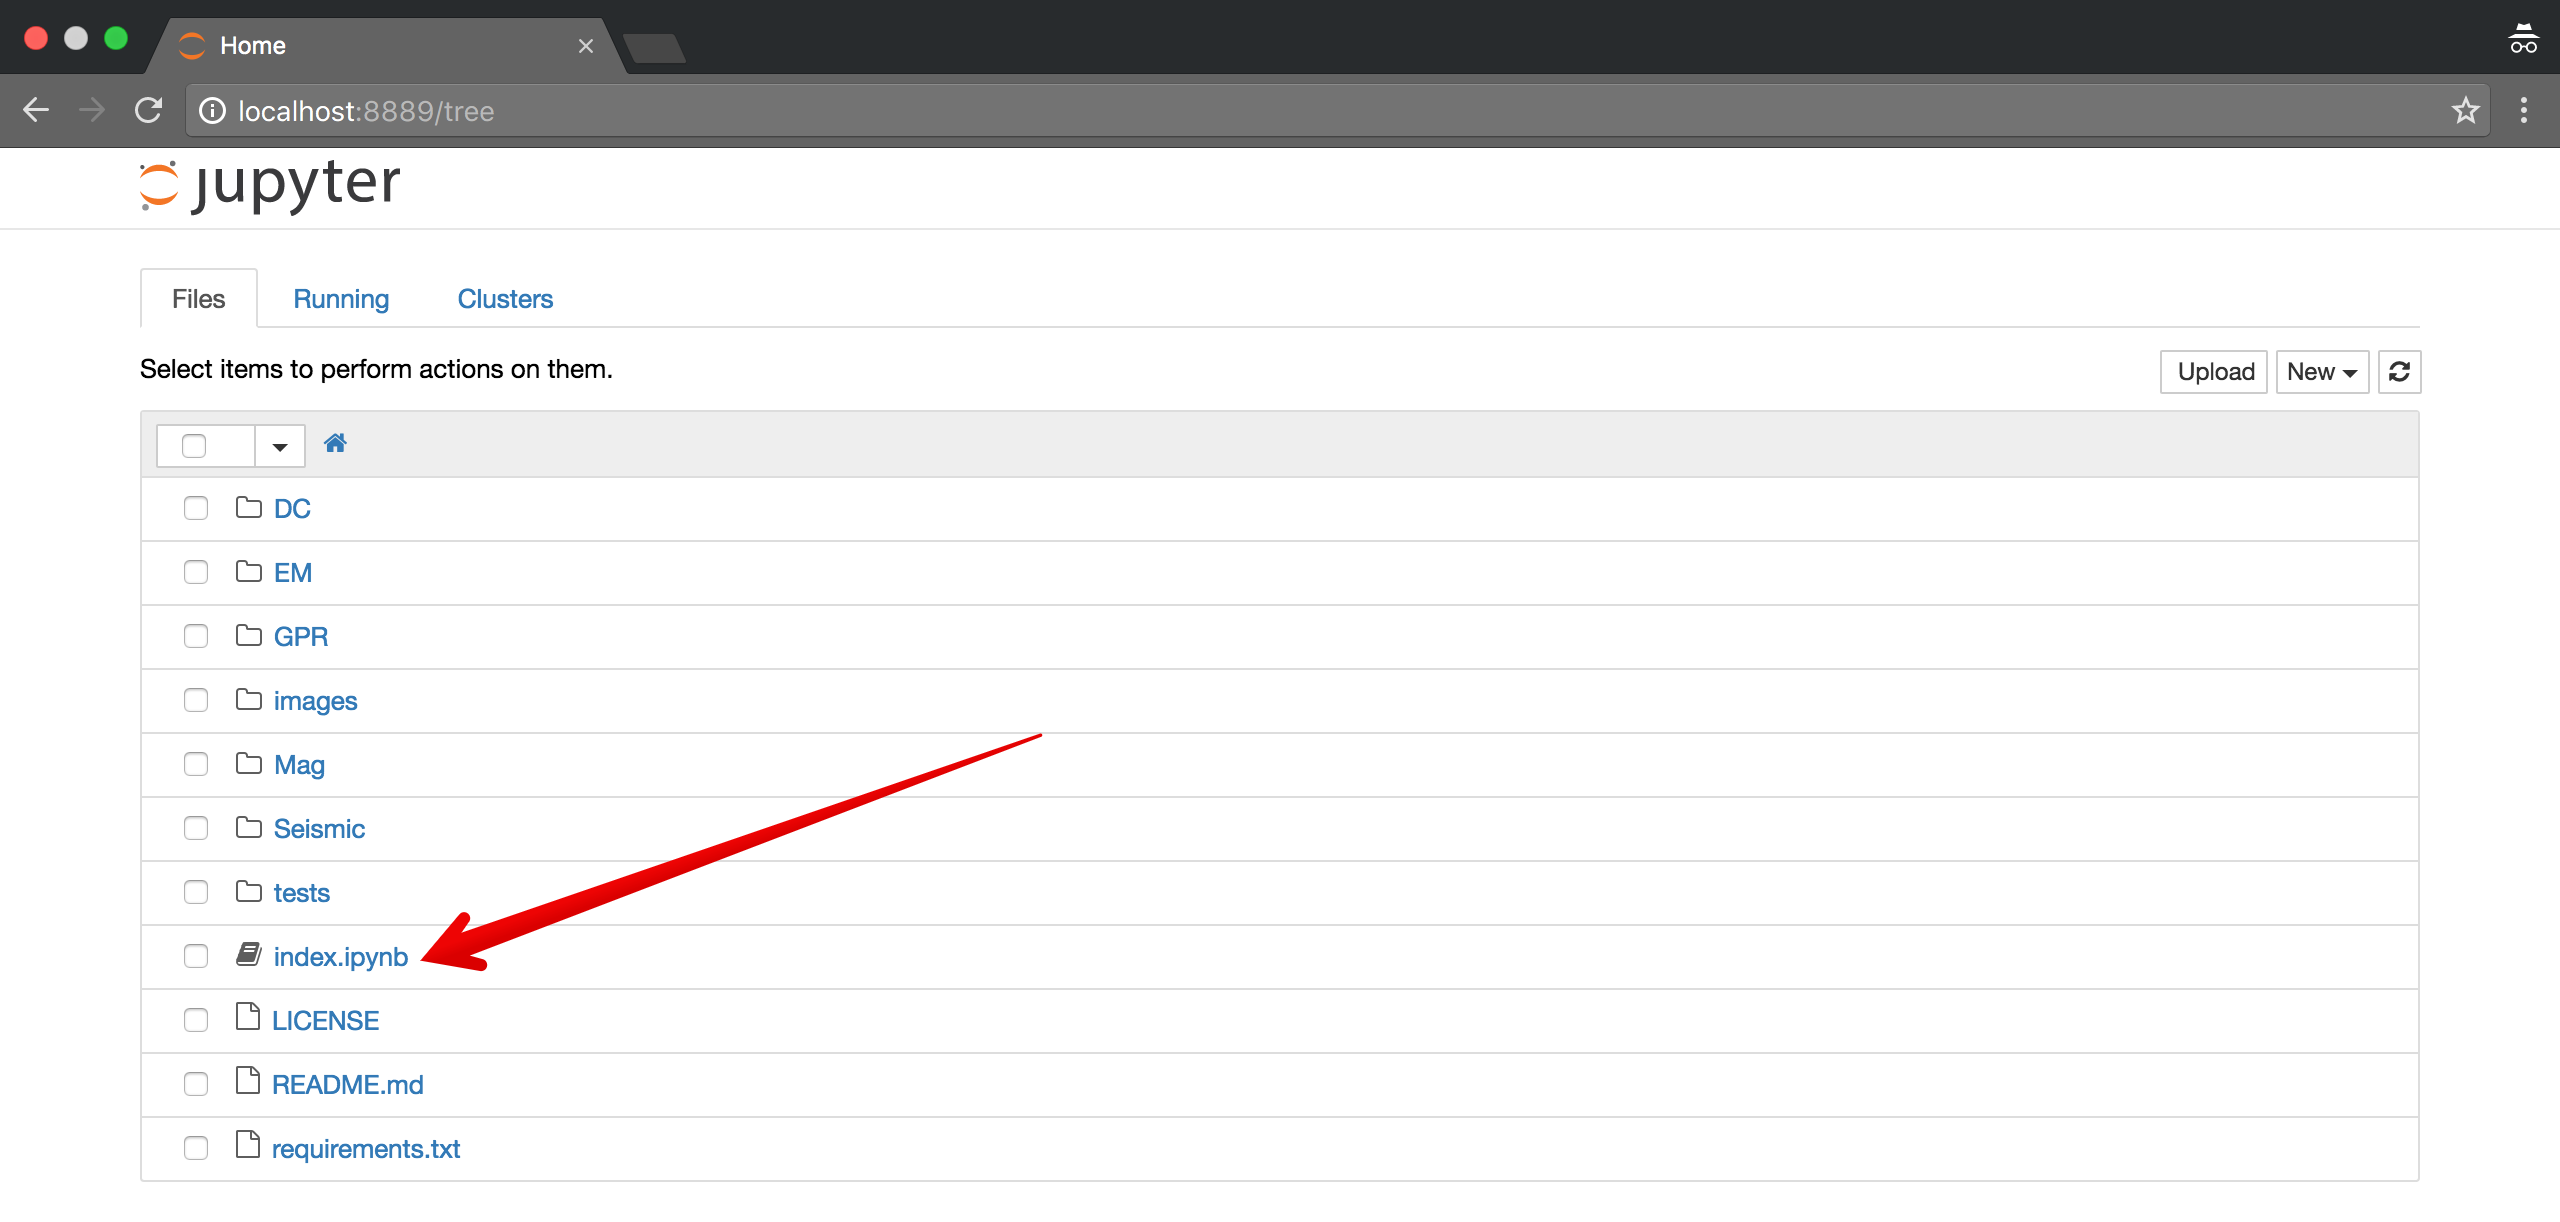 Home
localhost:8889/tree
jupyter
Files Running Clusters
Select items to perform actions on them.
Upload New
DC
EM
GPR
images
Mag
Seismic
tests
index.ipynb
LICENSE
README.md
requirements.txt